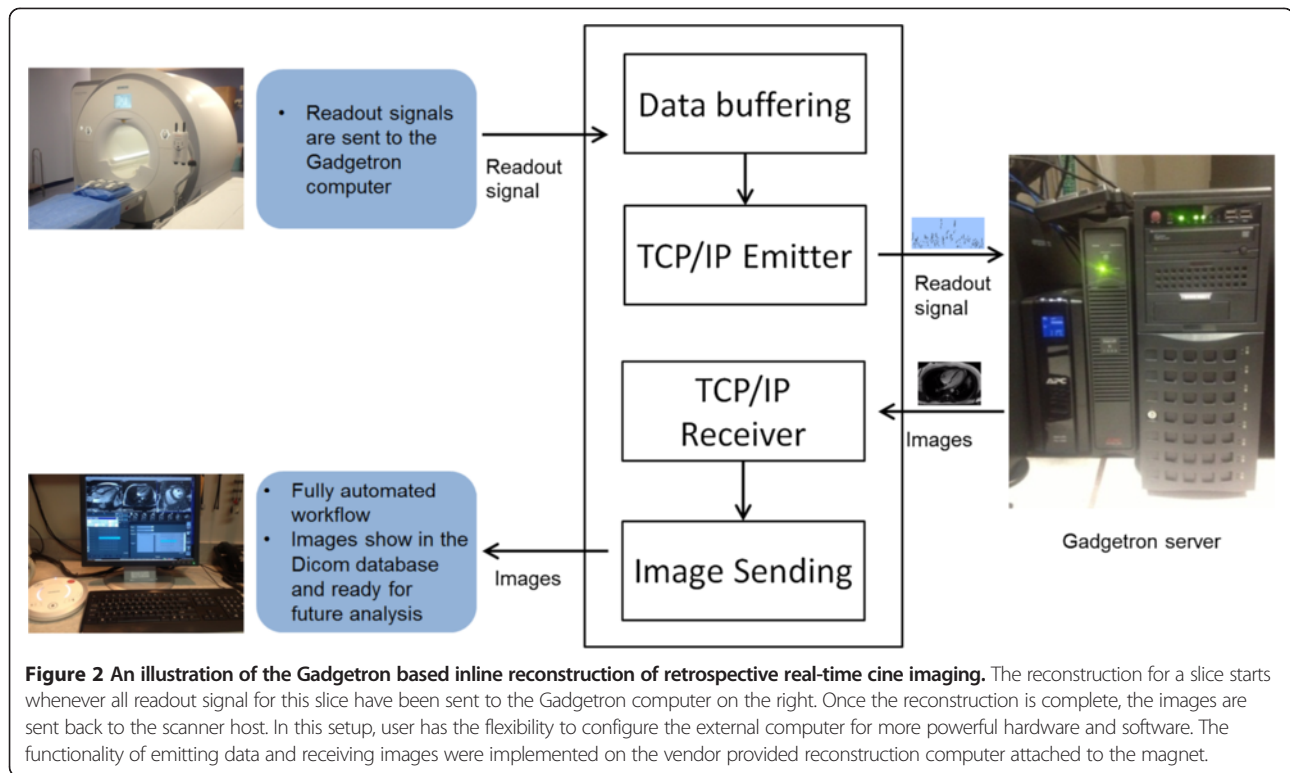 • Readout signals
are sent to the
Gadgetron
computer
Readout
signal
Data buffering
TCP/IP Emitter
Readout
signal
TCP/IP
Receiver
Images
Image Sending
Images
• Fully automated
workflow
• Images show in the
Dicom database
and ready for
future analysis
APC
Gadgetron server
Figure 2 An illustration of the Gadgetron based inline reconstruction of retrospective real-time cine imaging. The reconstruction for a slice starts
whenever all readout signal for this slice have been sent to the Gadgetron computer on the right. Once the reconstruction is complete, the images are
sent back to the scanner host. In this setup, user has the flexibility to configure the external computer for more powerful hardware and software. The
functionality of emitting data and receiving images were implemented on the vendor provided reconstruction computer attached to the magnet.